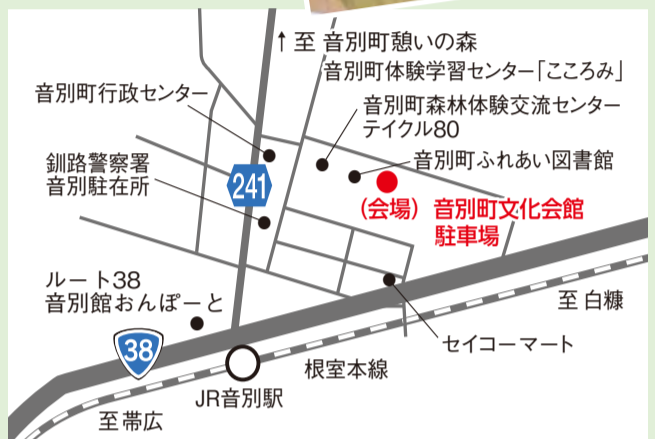 ↑至 音別町憩いの森
音別町体験学習センター「こころみ」
音別町行政センター
音別町森林体験交流センター
テイクル80
音別町ふれあい図書館
釧路警察署
音別駐在所
241
(会場) 音別町文化会館
駐車場
ルート38
音別館おんぽーと
至 白糠
38
セイコーマート
根室本線
JR音別駅
至帯広